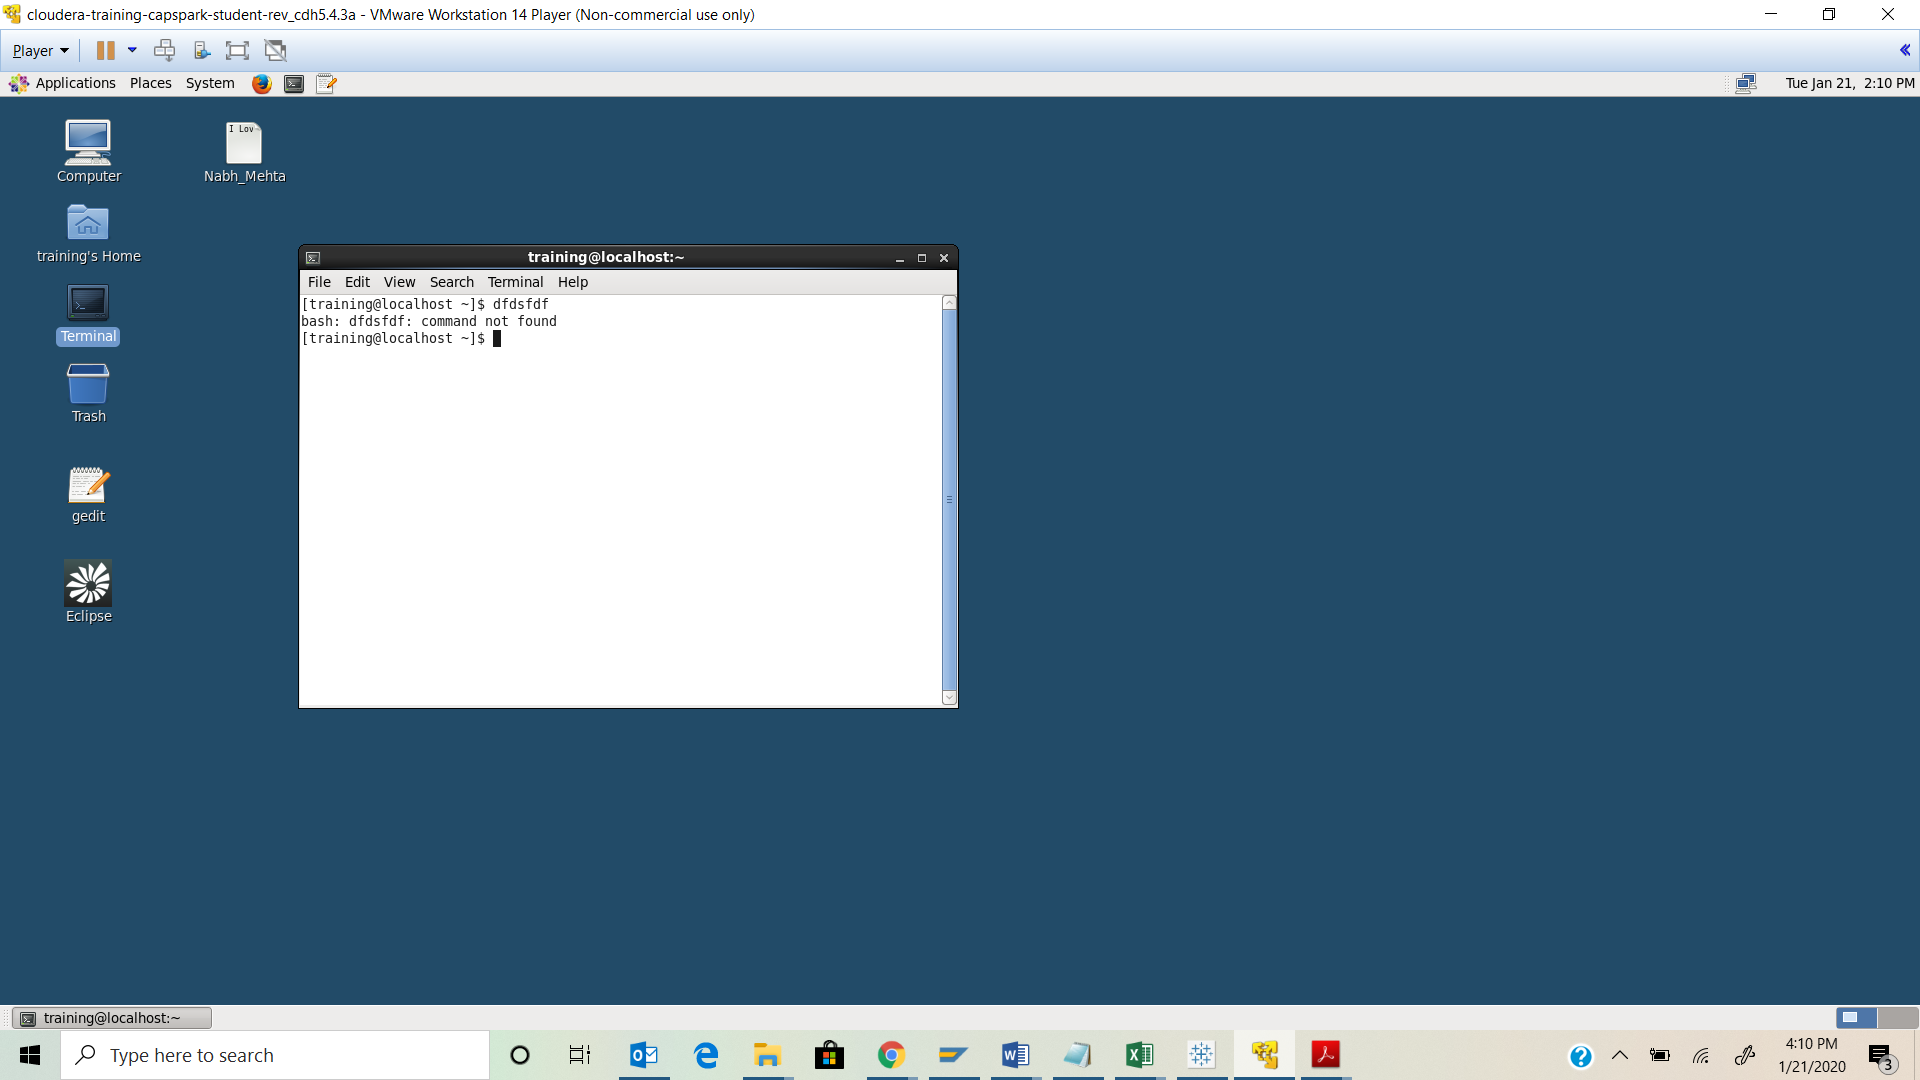 cloudera-training-capspark-student-rev_cdh5.4.3a - VMware Workstation 14 Player (Non-commercial use only)
Player
Applications Places System
Tue Jan 21, 2:10 PM
Computer
I Lov
Nabh_Mehta
training's Home
Terminal
Trash
gedit
Eclipse
training@localhost:~
File Edit View Search Terminal Help
[training@localhost ~]$ dfdsfdf
bash: dfdsfdf: command not found
[training@localhost ~]$
training@localhost:~
Type here to search
4:10 PM
1/21/2020
3